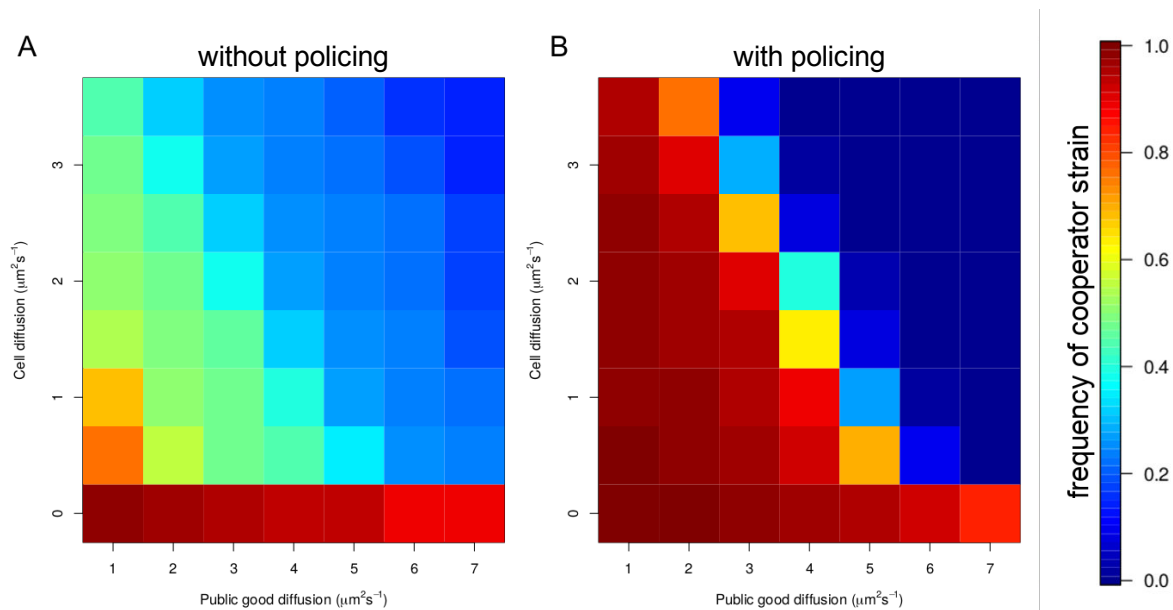 A
without policing
B
with policing
Cell diffusion (μm²s⁻¹)
0
1
2
3
1 2 3 4 5 6 7
Public good diffusion (μm²s⁻¹)
Cell diffusion (μm²s⁻¹)
0
1
2
3
1 2 3 4 5 6 7
Public good diffusion (μm²s⁻¹)
frequency of cooperator strain
1.0
0.8
0.6
0.4
0.2
0.0